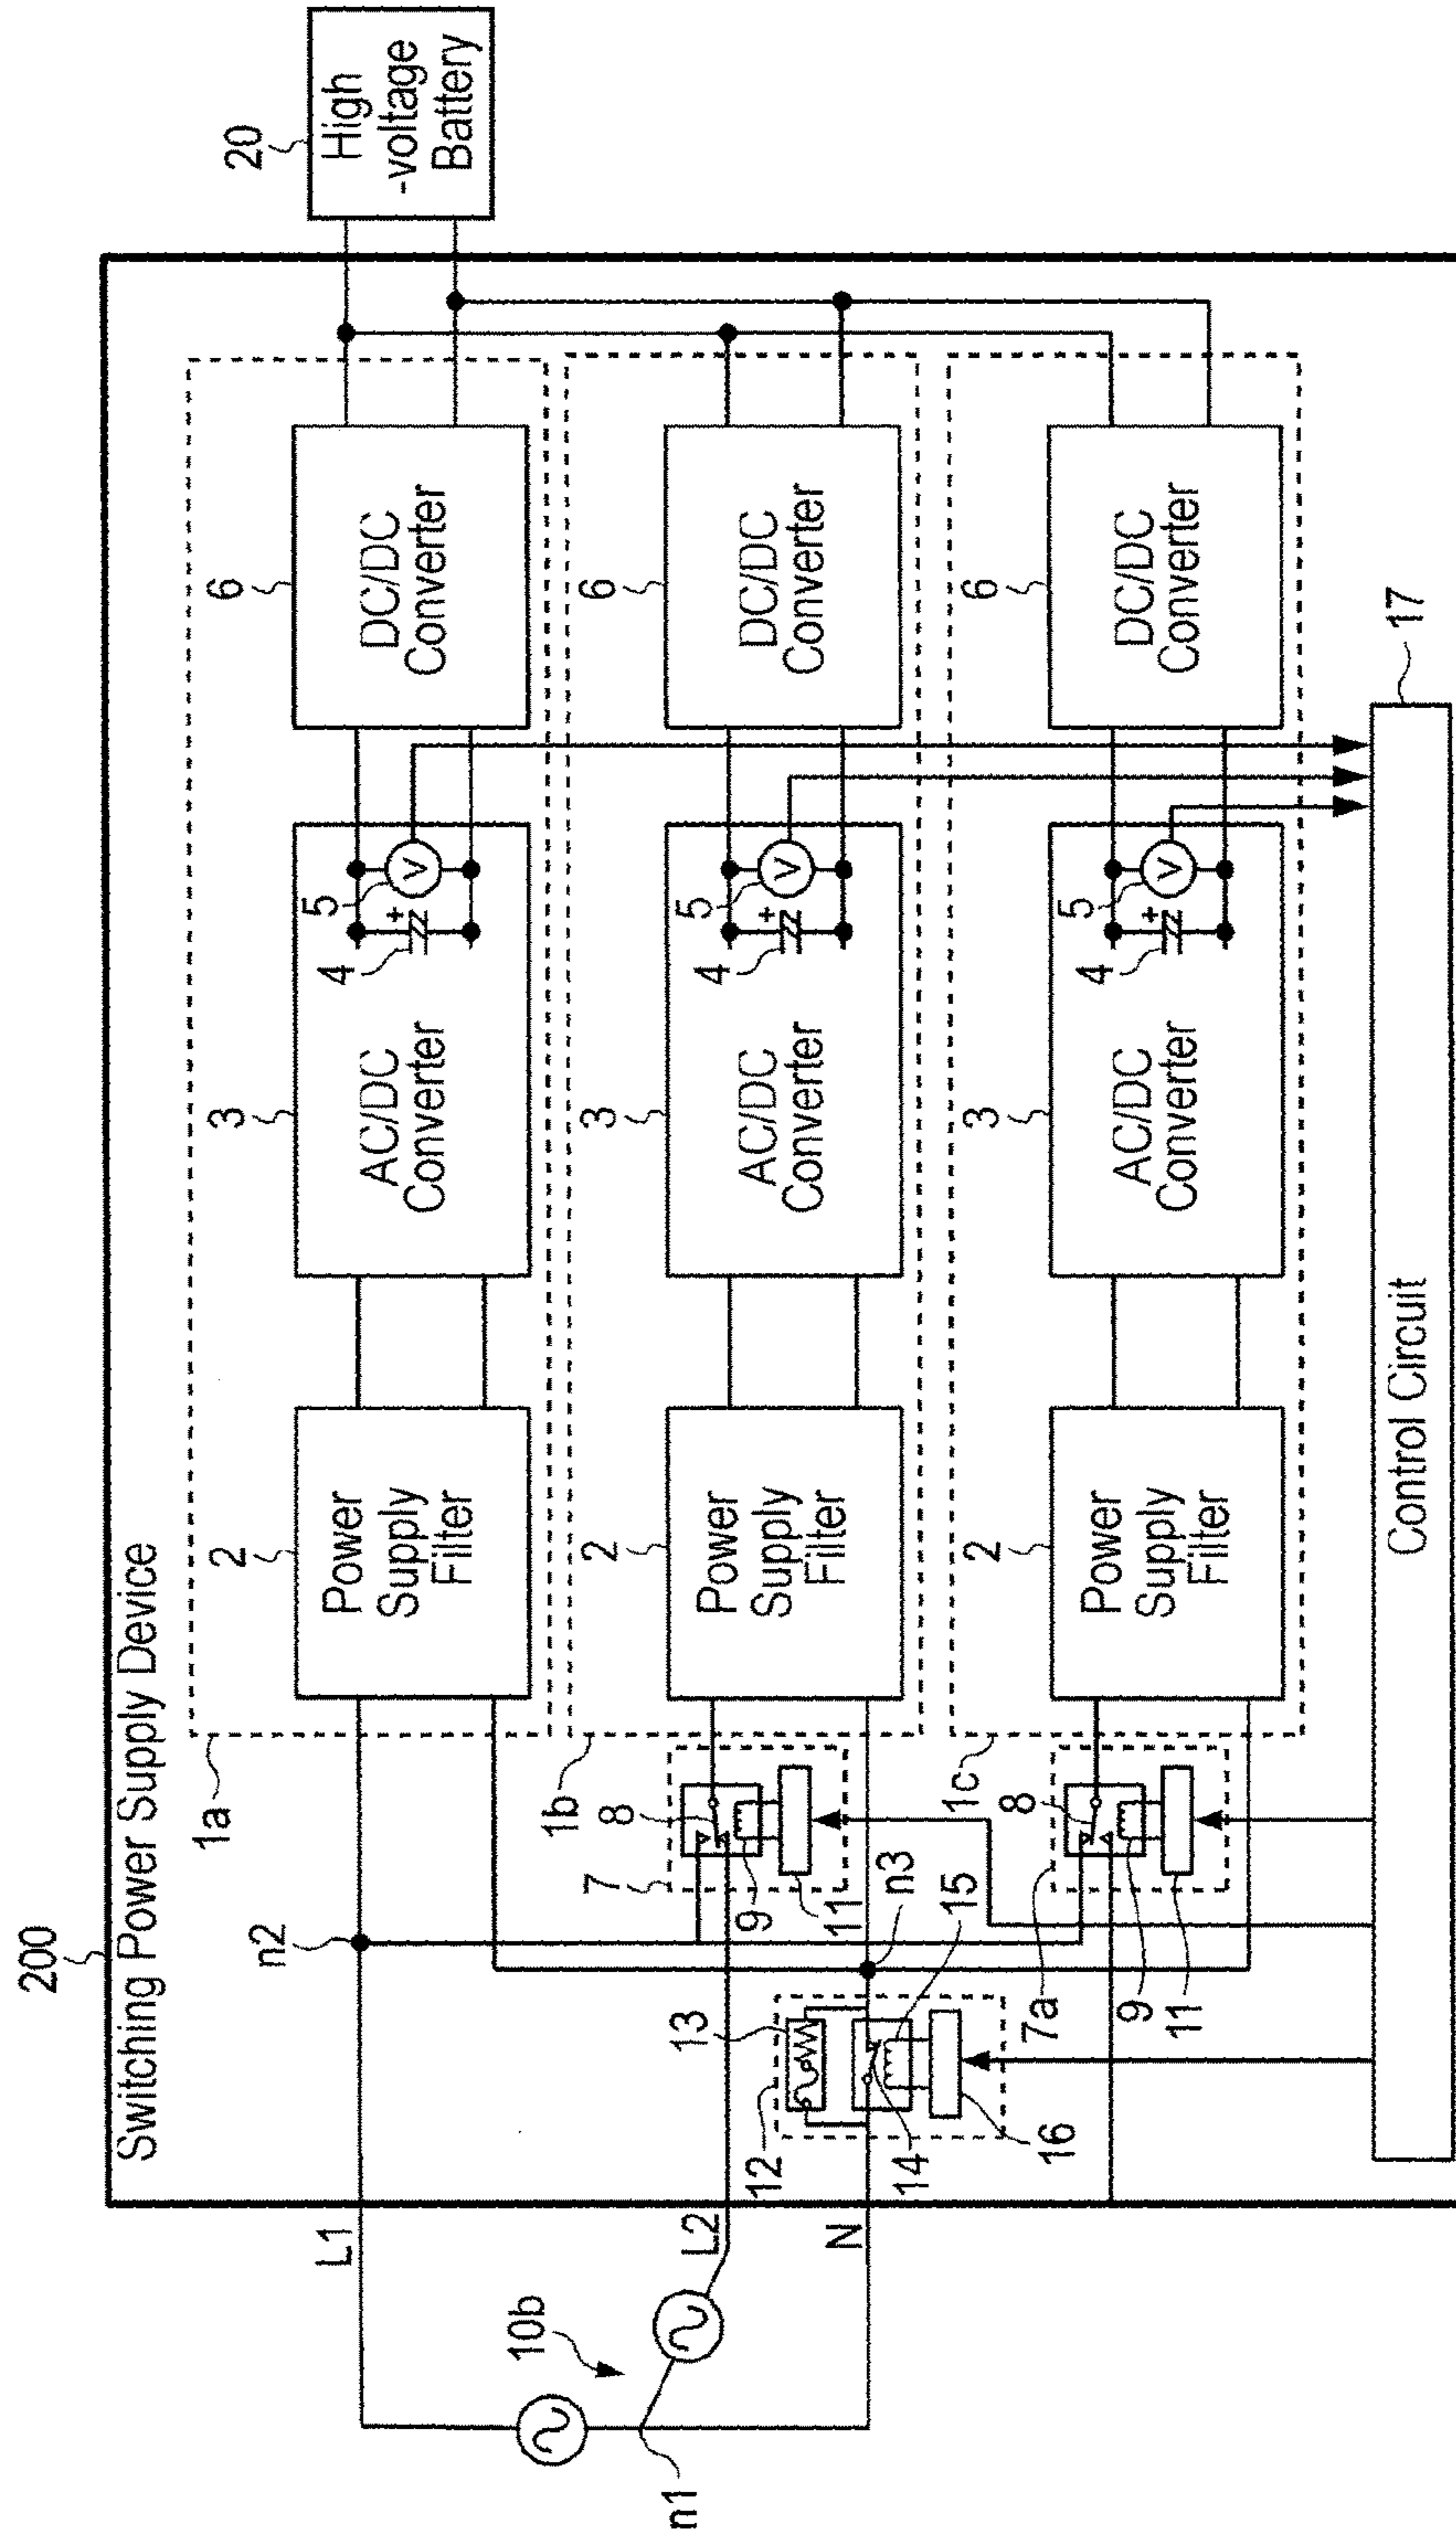 200
Switching Power Supply Device
20
High
-voltage
Battery
1a
2
Power
Supply
Filter
3
AC/DC
Converter
4
5
+
V
6
DC/DC
Converter
L1
n2
10b
n1
L2
N
7
8
9
11
1b
2
Power
Supply
Filter
3
AC/DC
Converter
4
5
+
V
6
DC/DC
Converter
12
13
14
15
16
n3
7a
8
9
11
1c
2
Power
Supply
Filter
3
AC/DC
Converter
4
5
+
V
6
DC/DC
Converter
17
Control Circuit